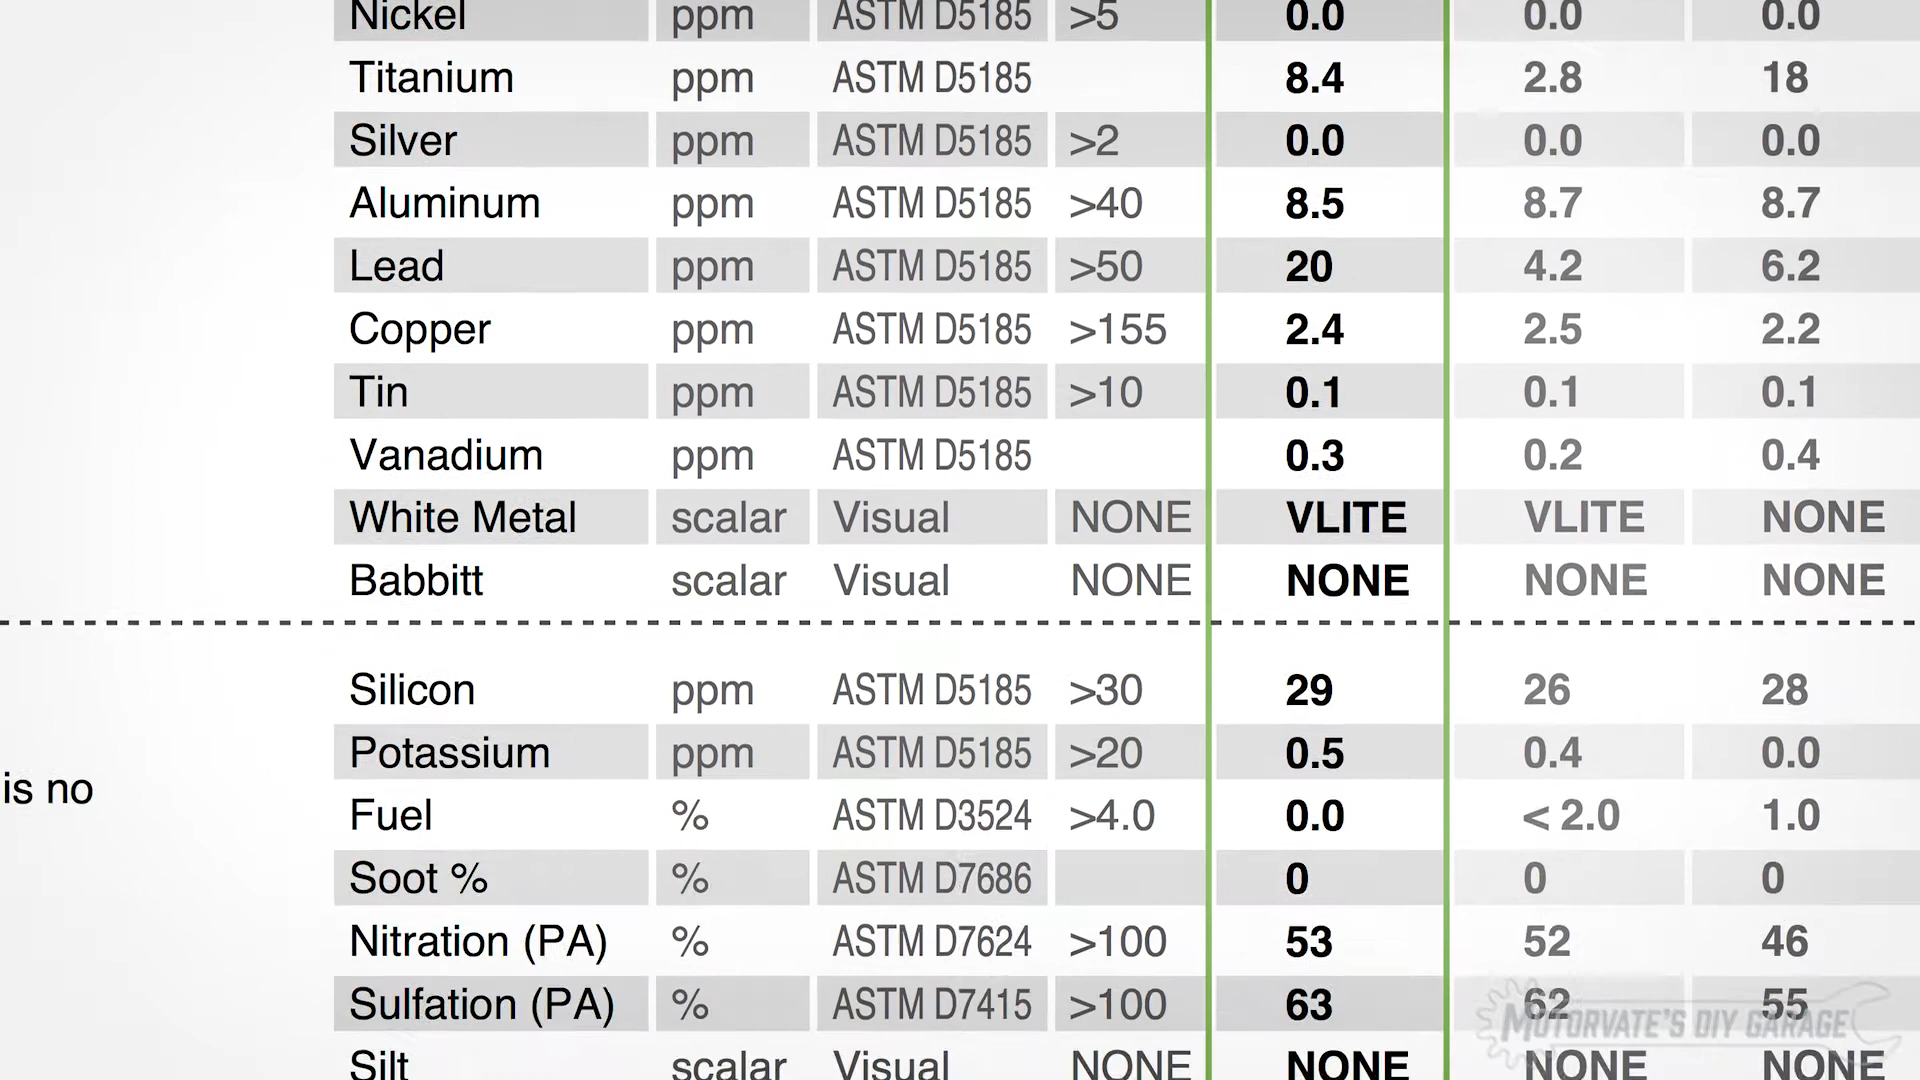 Nickel ppm ASTM D5185 >5 0.0 0.0 0.0
Titanium ppm ASTM D5185 8.4 2.8 18
Silver ppm ASTM D5185 >2 0.0 0.0 0.0
Aluminum ppm ASTM D5185 >40 8.5 8.7 8.7
Lead ppm ASTM D5185 >50 20 4.2 6.2
Copper ppm ASTM D5185 >155 2.4 2.5 2.2
Tin ppm ASTM D5185 >10 0.1 0.1 0.1
Vanadium ppm ASTM D5185 0.3 0.2 0.4
White Metal scalar Visual NONE VLITE VLITE NONE
Babbitt scalar Visual NONE NONE NONE NONE
Silicon ppm ASTM D5185 >30 29 26 28
Potassium ppm ASTM D5185 >20 0.5 0.4 0.0
is no
Fuel % ASTM D3524 >4.0 0.0 < 2.0 1.0
Soot % % ASTM D7686 0 0 0
Nitration (PA) % ASTM D7624 >100 53 52 46
Sulfation (PA) % ASTM D7415 >100 63 62 55
MOTORVATE'S DIY GARAGE
Silt scalar Visual NONE NONE NONE NONE